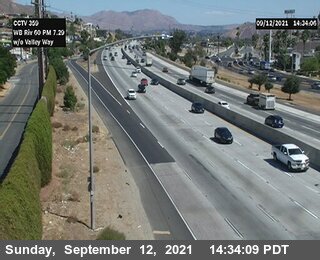 CCTV 359
WB Riv 60 PM 7.29
w/o Valley Way
09/12/2021 14:34:06
Sunday, September 12, 2021 14:34:09 PDT